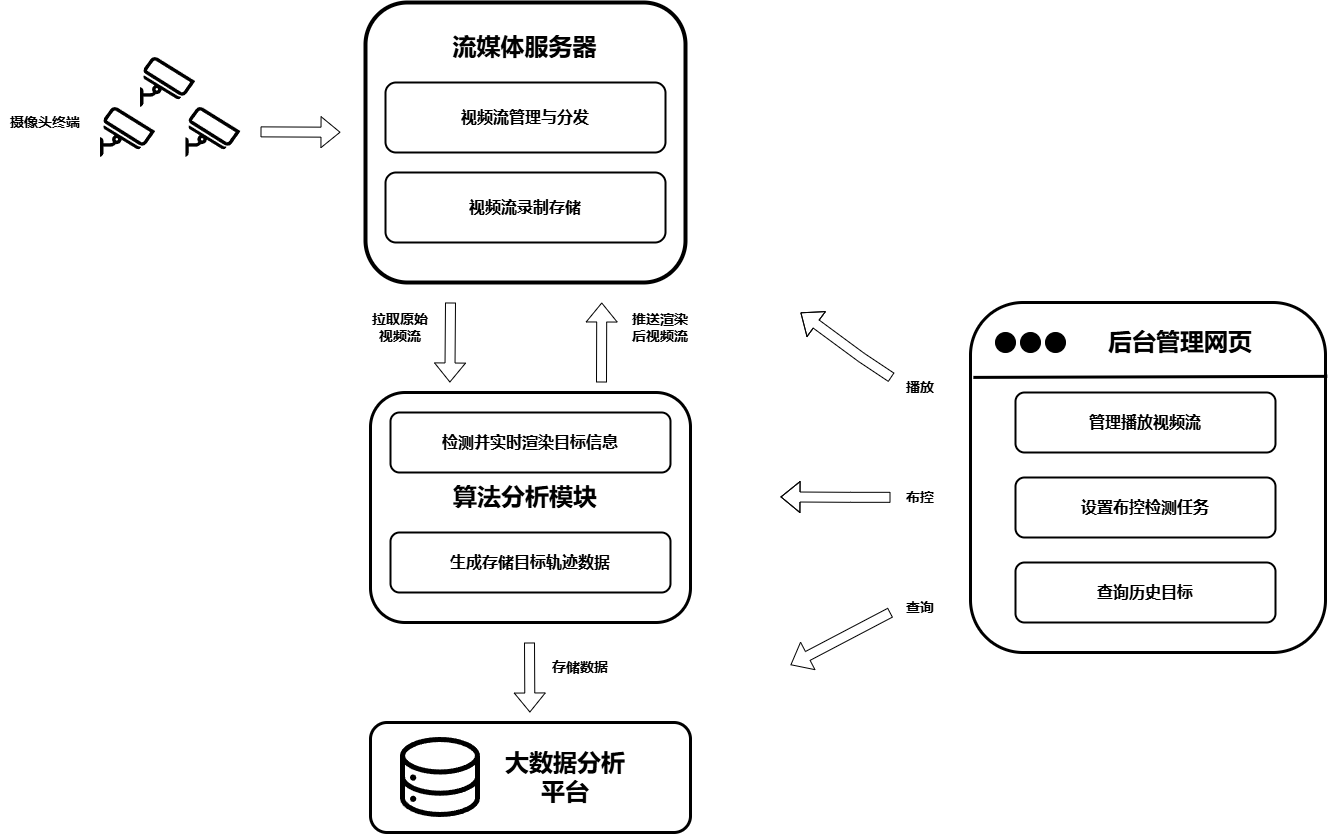 流媒体服务器
视频流管理与分发
摄像头终端
视频流录制存储
拉取原始
视频流
推送渲染
后视频流
后台管理网页
播放
管理播放视频流
检测并实时渲染目标信息
算法分析模块
布控
设置布控检测任务
生成存储目标轨迹数据
查询
查询历史目标
存储数据
大数据分析
平台